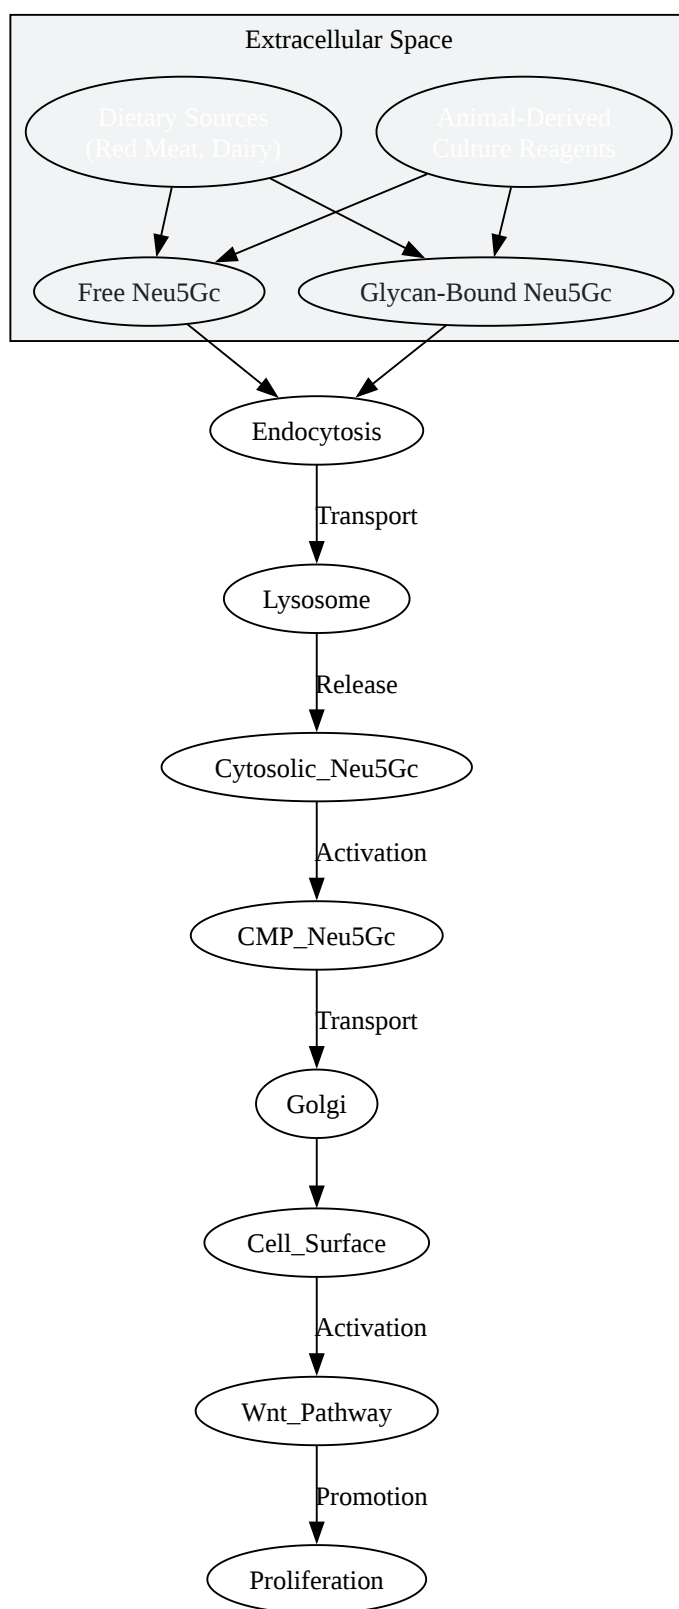 Extracellular Space
Dietary Sources
(Red Meat, Dairy)
Animal-Derived
Culture Reagents
Free Neu5Gc
Glycan-Bound Neu5Gc
Endocytosis
Transport
Lysosome
Release
Cytosolic_Neu5Gc
Activation
CMP_Neu5Gc
Transport
Golgi
Cell_Surface
Activation
Wnt_Pathway
Promotion
Proliferation